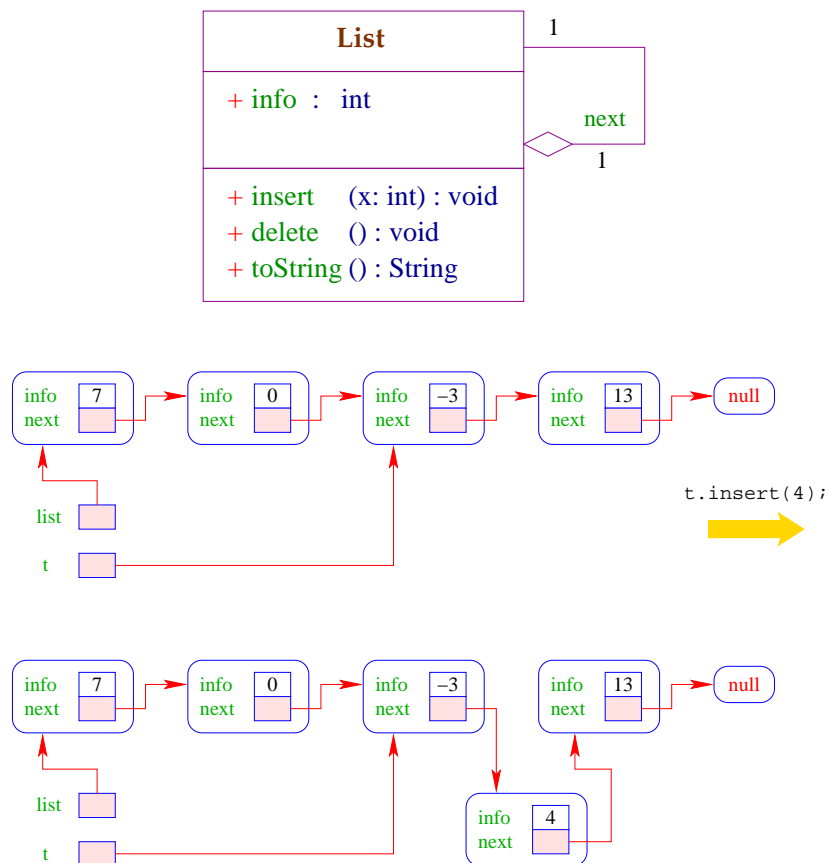 List
1
+ info : int
next
1
+ insert (x: int) : void
+ delete () : void
+ toString () : String
info 7 info 0 info −3 info 13 null
next next next next
t.insert(4);
list
t
info 7 info 0 info −3 info 13 null
next next next next
list
info 4
next
t